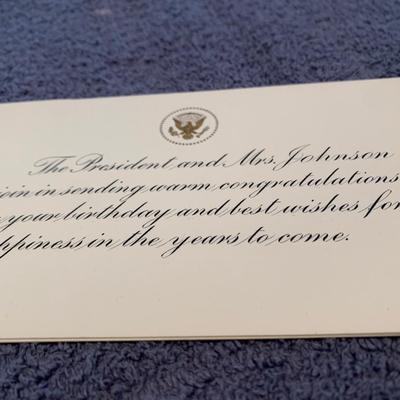 The President and Mrs. Johnson
join in sending warm congratulations
your birthday and best wishes for
ppiness in the years to come.